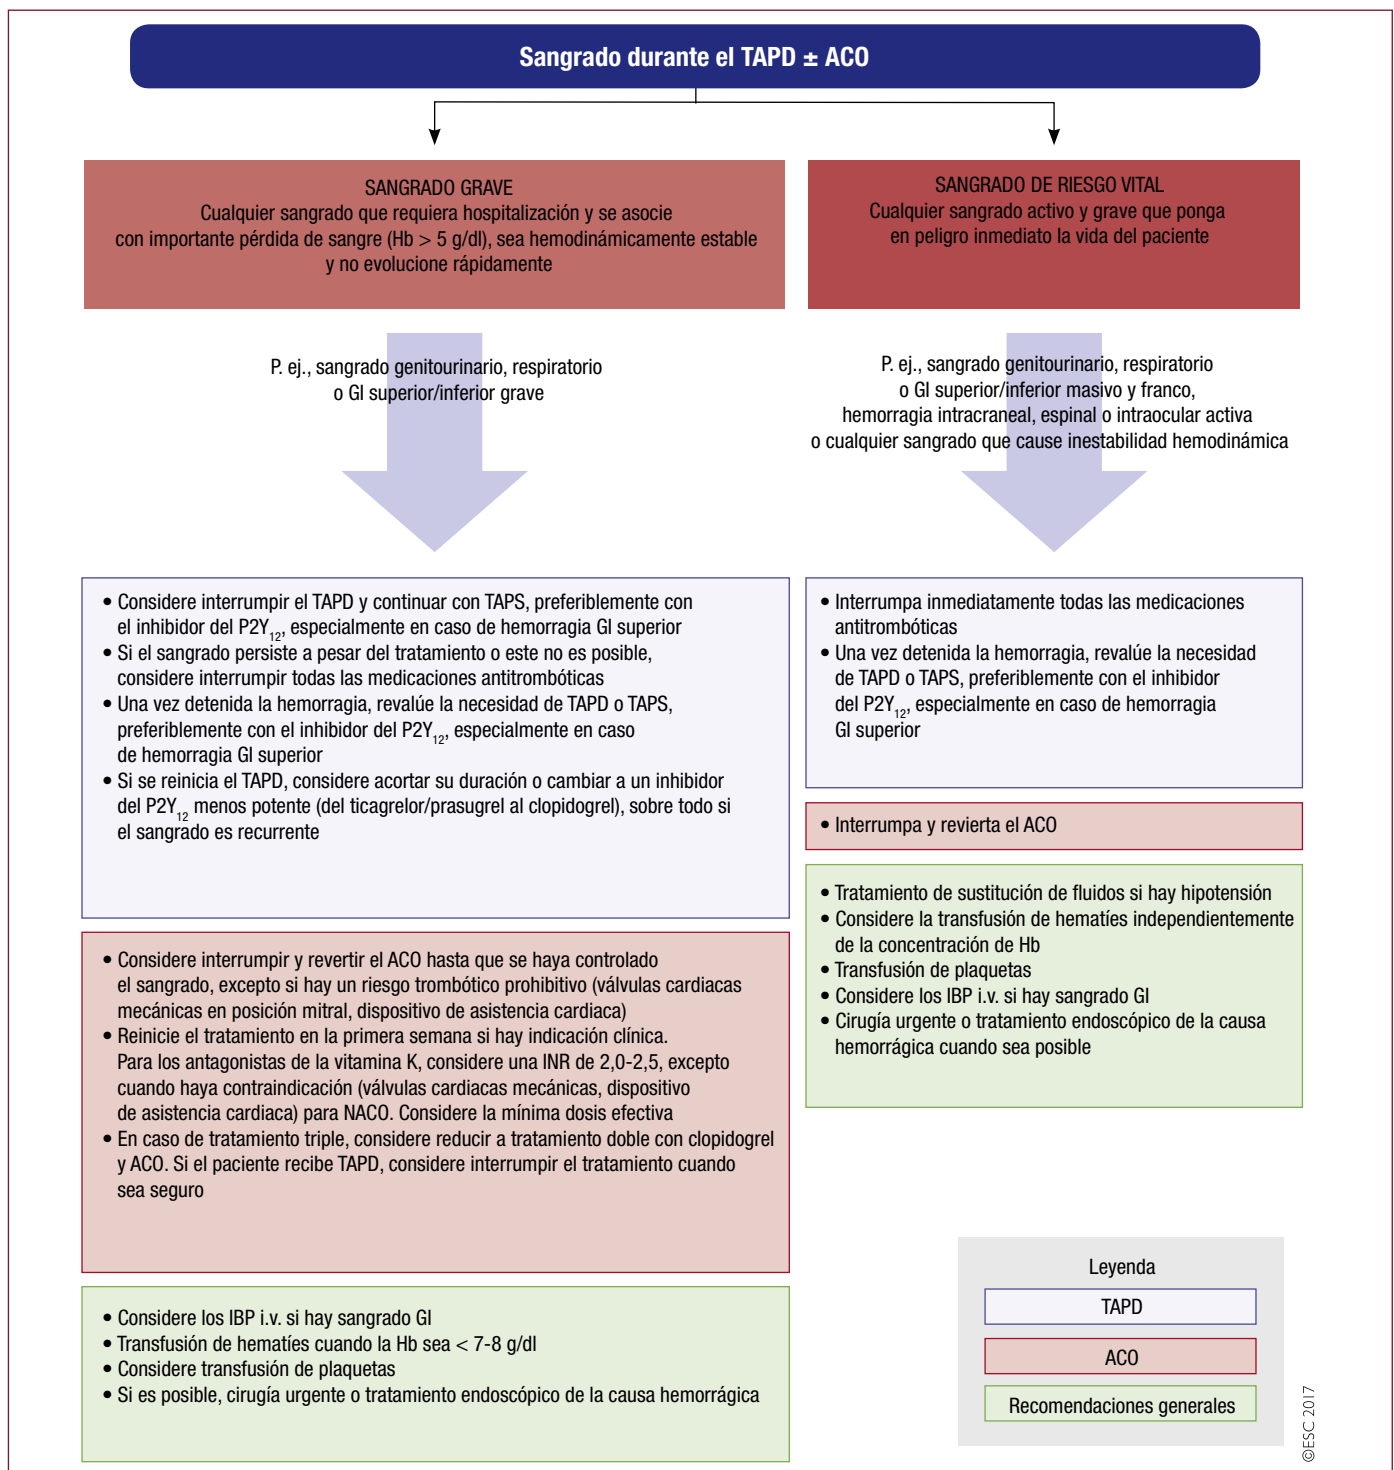 Sangrado durante el TAPD ± ACO
SANGRADO GRAVE
Cualquier sangrado que requiera hospitalización y se asocie
con importante pérdida de sangre (Hb > 5 g/dl), sea hemodinámicamente estable
y no evolucione rápidamente
SANGRADO DE RIESGO VITAL
Cualquier sangrado activo y grave que ponga
en peligro inmediato la vida del paciente
P. ej., sangrado genitourinario, respiratorio
o GI superior/inferior grave
P. ej., sangrado genitourinario, respiratorio
o GI superior/inferior masivo y franco,
hemorragia intracraneal, espinal o intraocular activa
o cualquier sangrado que cause inestabilidad hemodinámica
• Considere interrumpir el TAPD y continuar con TAPS, preferiblemente con
el inhibidor del P2Y12, especialmente en caso de hemorragia GI superior
• Si el sangrado persiste a pesar del tratamiento o este no es posible,
considere interrumpir todas las medicaciones antitrombóticas
• Una vez detenida la hemorragia, revalúe la necesidad de TAPD o TAPS,
preferiblemente con el inhibidor del P2Y12, especialmente en caso
de hemorragia GI superior
• Si se reinicia el TAPD, considere acortar su duración o cambiar a un inhibidor
del P2Y12 menos potente (del ticagrelor/prasugrel al clopidogrel), sobre todo si
el sangrado es recurrente
• Considere interrumpir y revertir el ACO hasta que se haya controlado
el sangrado, excepto si hay un riesgo trombótico prohibitivo (válvulas cardiacas
mecánicas en posición mitral, dispositivo de asistencia cardiaca)
• Reinicie el tratamiento en la primera semana si hay indicación clínica.
Para los antagonistas de la vitamina K, considere una INR de 2,0-2,5, excepto
cuando haya contraindicación (válvulas cardiacas mecánicas, dispositivo
de asistencia cardiaca) para NACO. Considere la mínima dosis efectiva
• En caso de tratamiento triple, considere reducir a tratamiento doble con clopidogrel
y ACO. Si el paciente recibe TAPD, considere interrumpir el tratamiento cuando
sea seguro
• Considere los IBP i.v. si hay sangrado GI
• Transfusión de hematíes cuando la Hb sea < 7-8 g/dl
• Considere transfusión de plaquetas
• Si es posible, cirugía urgente o tratamiento endoscópico de la causa hemorrágica
• Interrumpa inmediatamente todas las medicaciones
antitrombóticas
• Una vez detenida la hemorragia, revalúe la necesidad
de TAPD o TAPS, preferiblemente con el inhibidor
del P2Y12, especialmente en caso de hemorragia
GI superior
• Interrumpa y revierta el ACO
• Tratamiento de sustitución de fluidos si hay hipotensión
• Considere la transfusión de hematíes independientemente
de la concentración de Hb
• Transfusión de plaquetas
• Considere los IBP i.v. si hay sangrado GI
• Cirugía urgente o tratamiento endoscópico de la causa
hemorrágica cuando sea posible
Leyenda
TAPD
ACO
Recomendaciones generales
©ESC 2017